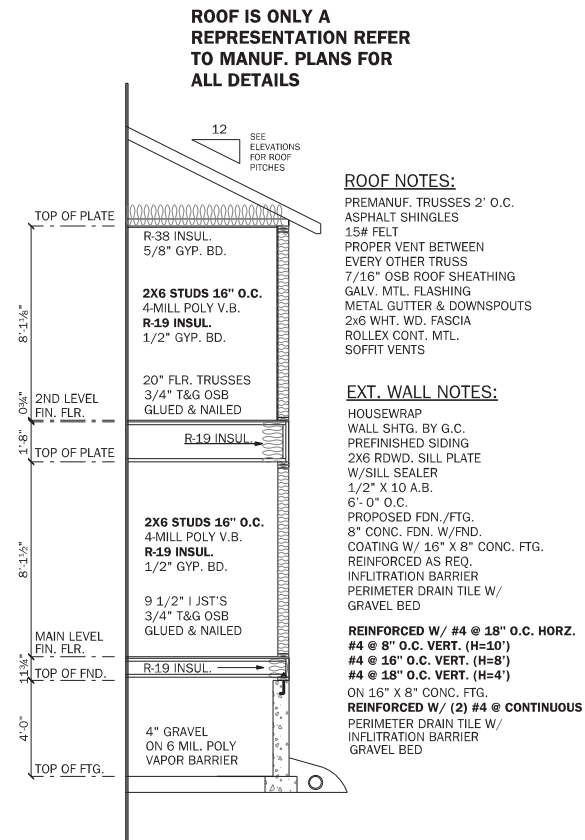 ROOF IS ONLY A
REPRESENTATION REFER
TO MANUF. PLANS FOR
ALL DETAILS
12
SEE
ELEVATIONS
FOR ROOF
PITCHES
TOP OF PLATE
R-38 INSUL.
5/8" GYP. BD.
2X6 STUDS 16" O.C.
4-MILL POLY V.B.
R-19 INSUL.
1/2" GYP. BD.
8'-1⅛"
20" FLR. TRUSSES
3/4" T&G OSB
GLUED & NAILED
0¾"
2ND LEVEL
FIN. FLR.
1'-8"
R-19 INSUL.
TOP OF PLATE
2X6 STUDS 16" O.C.
4-MILL POLY V.B.
R-19 INSUL.
1/2" GYP. BD.
8'-1½"
9 1/2" I JST'S
3/4" T&G OSB
GLUED & NAILED
MAIN LEVEL
FIN. FLR.
11¾"
R-19 INSUL.
TOP OF FND.
4'-0"
4" GRAVEL
ON 6 MIL. POLY
VAPOR BARRIER
TOP OF FTG.
ROOF NOTES:
PREMANUF. TRUSSES 2' O.C.
ASPHALT SHINGLES
15# FELT
PROPER VENT BETWEEN
EVERY OTHER TRUSS
7/16" OSB ROOF SHEATHING
GALV. MTL. FLASHING
METAL GUTTER & DOWNSPOUTS
2x6 WHT. WD. FASCIA
ROLLEX CONT. MTL.
SOFFIT VENTS
EXT. WALL NOTES:
HOUSEWRAP
WALL SHTG. BY G.C.
PREFINISHED SIDING
2X6 RDWD. SILL PLATE
W/SILL SEALER
1/2" X 10 A.B.
6'- 0" O.C.
PROPOSED FDN./FTG.
8" CONC. FDN. W/FND.
COATING W/ 16" X 8" CONC. FTG.
REINFORCED AS REQ.
INFLITRATION BARRIER
PERIMETER DRAIN TILE W/
GRAVEL BED
REINFORCED W/ #4 @ 18" O.C. HORZ.
#4 @ 8" O.C. VERT. (H=10')
#4 @ 16" O.C. VERT. (H=8')
#4 @ 18" O.C. VERT. (H=4')
ON 16" X 8" CONC. FTG.
REINFORCED W/ (2) #4 @ CONTINUOUS
PERIMETER DRAIN TILE W/
INFLITRATION BARRIER
GRAVEL BED